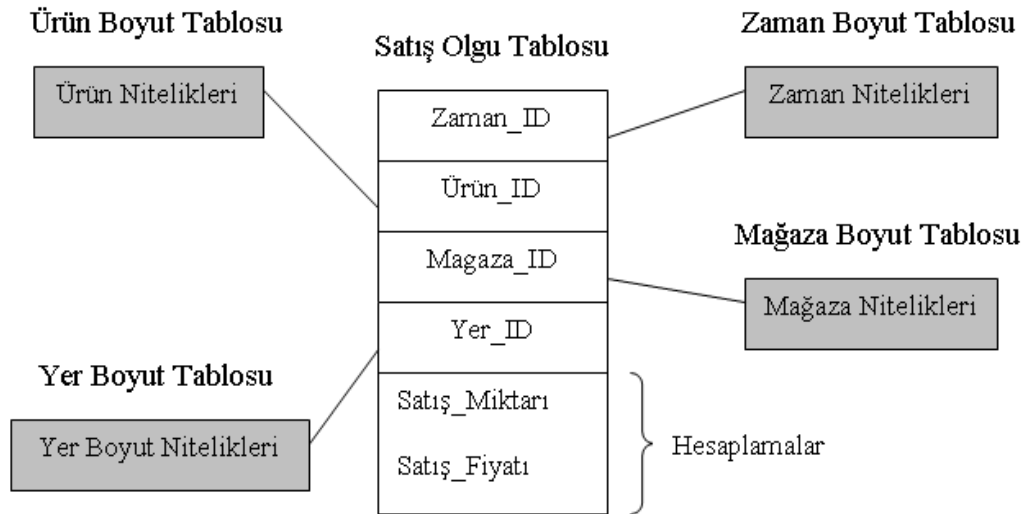 Ürün Boyut Tablosu
Ürün Nitelikleri
Satış Olgu Tablosu
Zaman_ID
Ürün_ID
Magaza_ID
Yer_ID
Satış_Miktarı
Satış_Fiyatı
Hesaplamalar
Zaman Boyut Tablosu
Zaman Nitelikleri
Mağaza Boyut Tablosu
Mağaza Nitelikleri
Yer Boyut Tablosu
Yer Boyut Nitelikleri